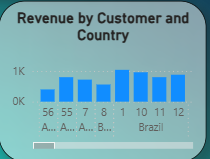 Revenue by Customer and
Country
1K
0K
56 55 7 8 1 10 11 12
A... A... A... B... Brazil